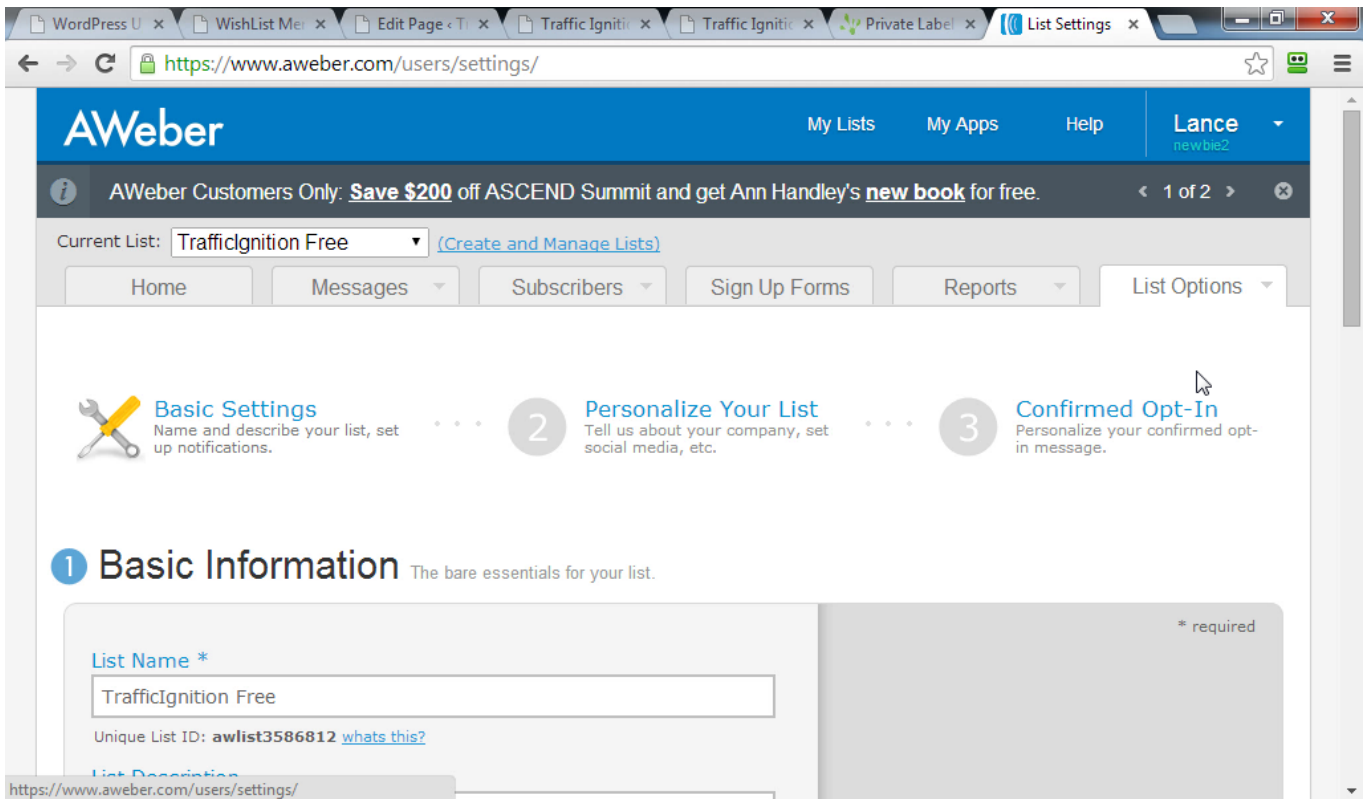 WordPress U
WishList Mer
Edit Page ‹ Tr
Traffic Ignitic
Traffic Ignitic
Private Label
List Settings
https://www.aweber.com/users/settings/
AWeber
My Lists
My Apps
Help
Lance
newbie2
AWeber Customers Only: Save $200 off ASCEND Summit and get Ann Handley's new book for free.
1 of 2
Current List: TrafficIgnition Free (Create and Manage Lists)
Home
Messages
Subscribers
Sign Up Forms
Reports
List Options
Basic Settings
Name and describe your list, set
up notifications.
2
Personalize Your List
Tell us about your company, set
social media, etc.
3
Confirmed Opt-In
Personalize your confirmed opt-
in message.
1 Basic Information The bare essentials for your list.
* required
List Name *
TrafficIgnition Free
Unique List ID: awlist3586812 whats this?
List Description
https://www.aweber.com/users/settings/